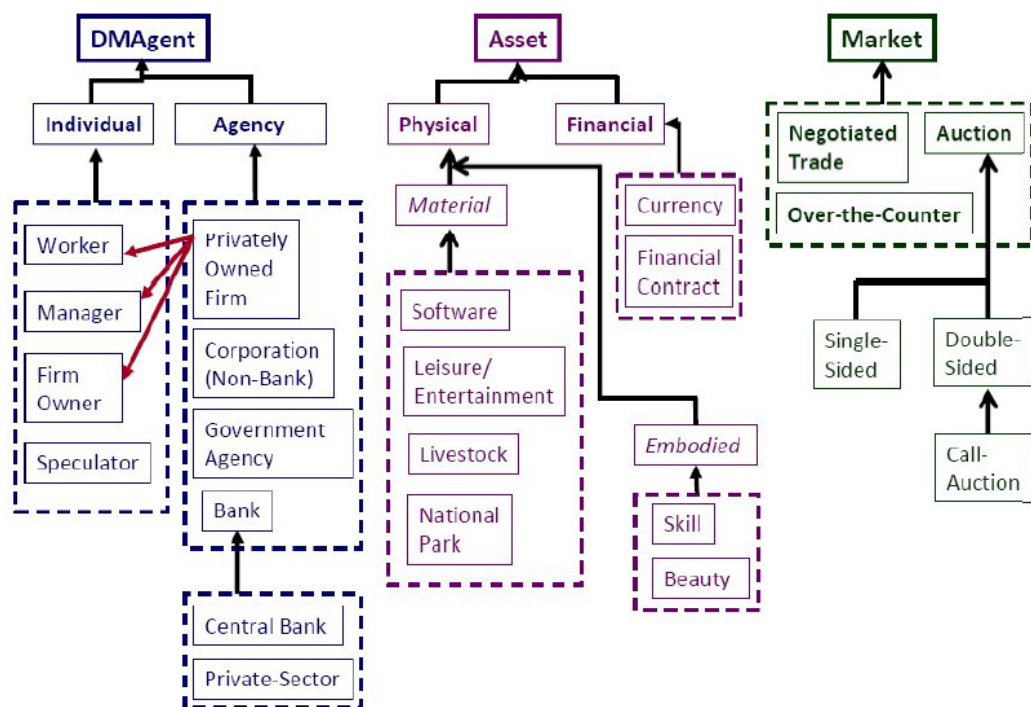 DMAgent
Individual
Agency
Worker
Manager
Firm
Owner
Speculator
Privately
Owned
Firm
Corporation
(Non-Bank)
Government
Agency
Bank
Central Bank
Private-Sector
Asset
Physical
Financial
Material
Currency
Financial
Contract
Software
Leisure/
Entertainment
Livestock
National
Park
Embodied
Skill
Beauty
Market
Negotiated
Trade
Auction
Over-the-Counter
Single-
Sided
Double-
Sided
Call-
Auction